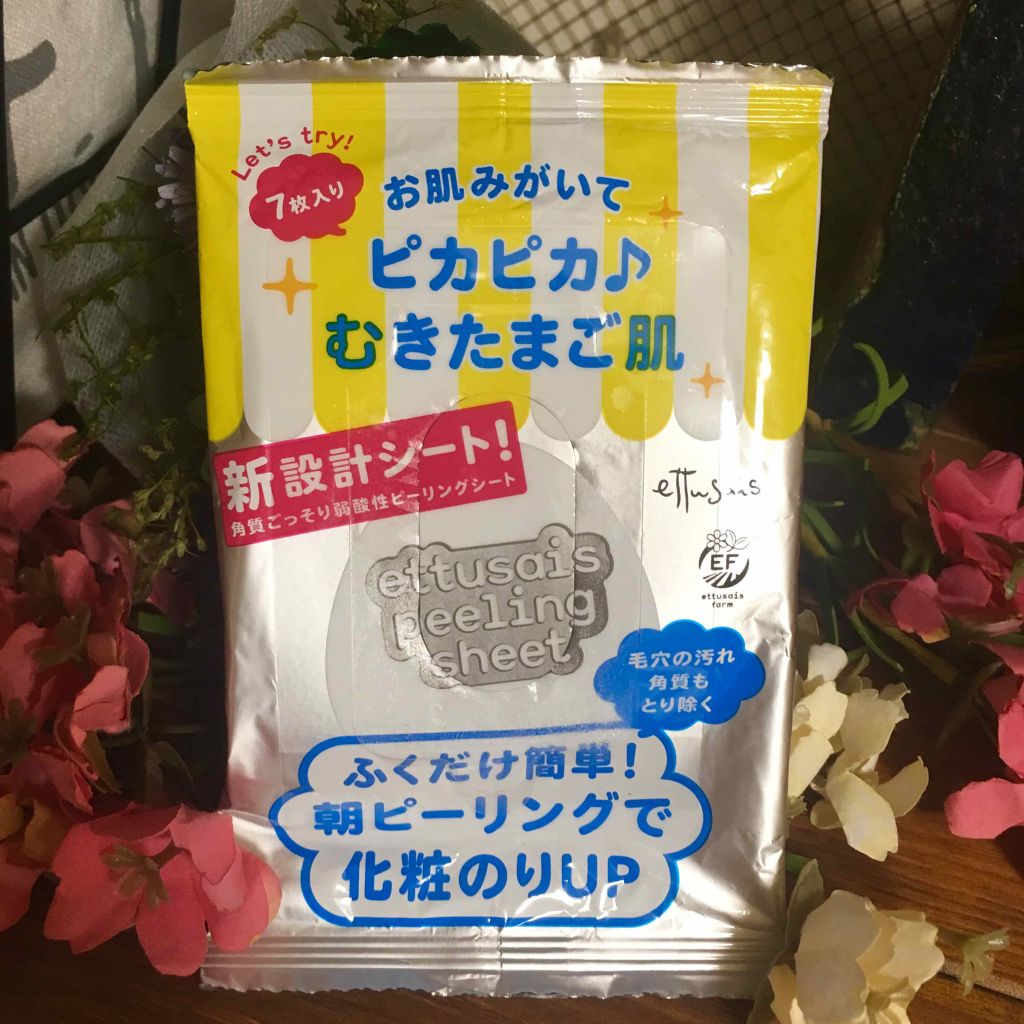 Let's try!
7枚入り
お肌みがいて
ピカピカ♪
むきたまご肌
新設計シート!
角質ごっそり弱酸性ピーリングシート
ettusais
EF
ettusais
farm
ettusais
peeling
sheet
毛穴の汚れ
角質も
とり除く
ふくだけ簡単!
朝ピーリングで
化粧のりUP